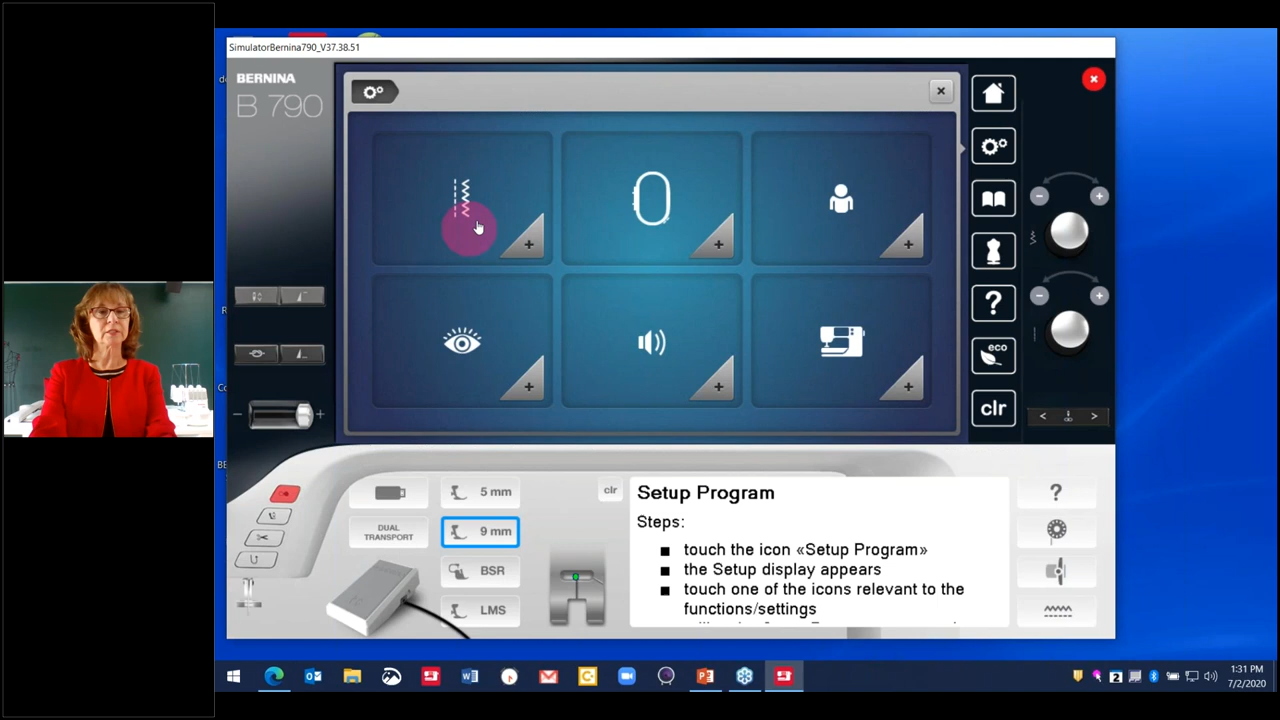 SimulatorBernina790_V37.38.51
BERNINA
B 790
eco
clr
5 mm
clr
DUAL
TRANSPORT
9 mm
BSR
LMS
Setup Program
Steps:
■ touch the icon «Setup Program»
■ the Setup display appears
■ touch one of the icons relevant to the
functions/settings
?
?
1:31 PM
7/2/2020